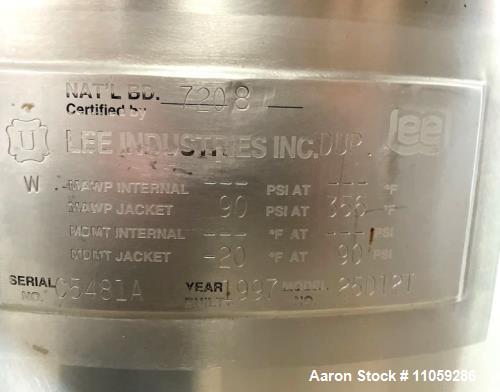 NAT'L BD. 7208
Certified by
U LEE INDUSTRIES INC. DUP. Lee
W MAWP INTERNAL --- PSI AT --- °F
MAWP JACKET 90 PSI AT 356 °F
MDMT INTERNAL --- °F AT --- PSI
MDMT JACKET -20 °F AT 90 PSI
SERIAL NO. C5481A YEAR BUILT 1997 MODEL NO. 25D12T
Aaron Stock # 11059286